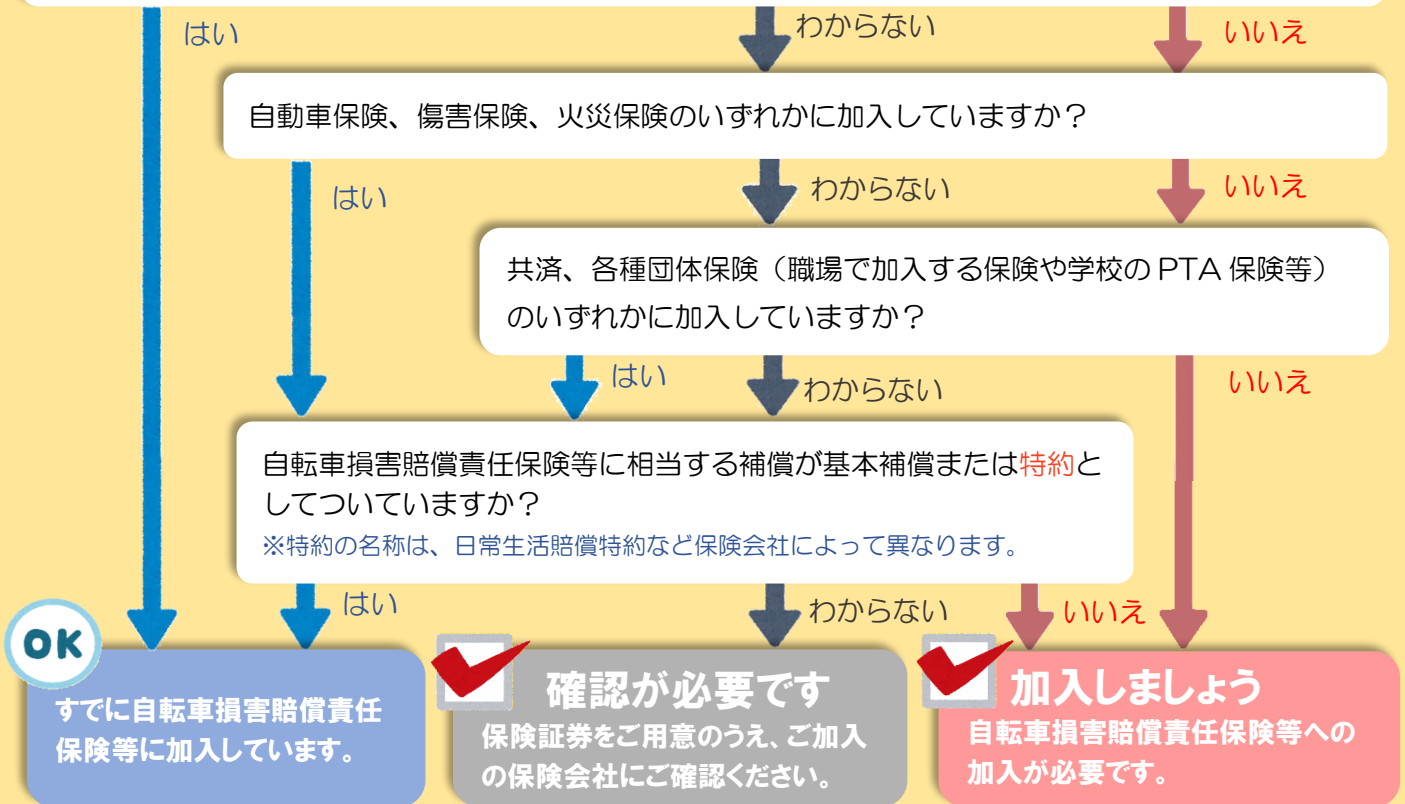 はい
わからない
いいえ
自動車保険、傷害保険、火災保険のいずれかに加入していますか？
はい
わからない
いいえ
共済、各種団体保険（職場で加入する保険や学校の PTA 保険等）
のいずれかに加入していますか？
はい
わからない
いいえ
自転車損害賠償責任保険等に相当する補償が基本補償または特約と
してついていますか？
※特約の名称は、日常生活賠償特約など保険会社によって異なります。
はい
わからない
いいえ
OK
すでに自転車損害賠償責任
保険等に加入しています。
確認が必要です
保険証券をご用意のうえ、ご加入
の保険会社にご確認ください。
加入しましょう
自転車損害賠償責任保険等への
加入が必要です。